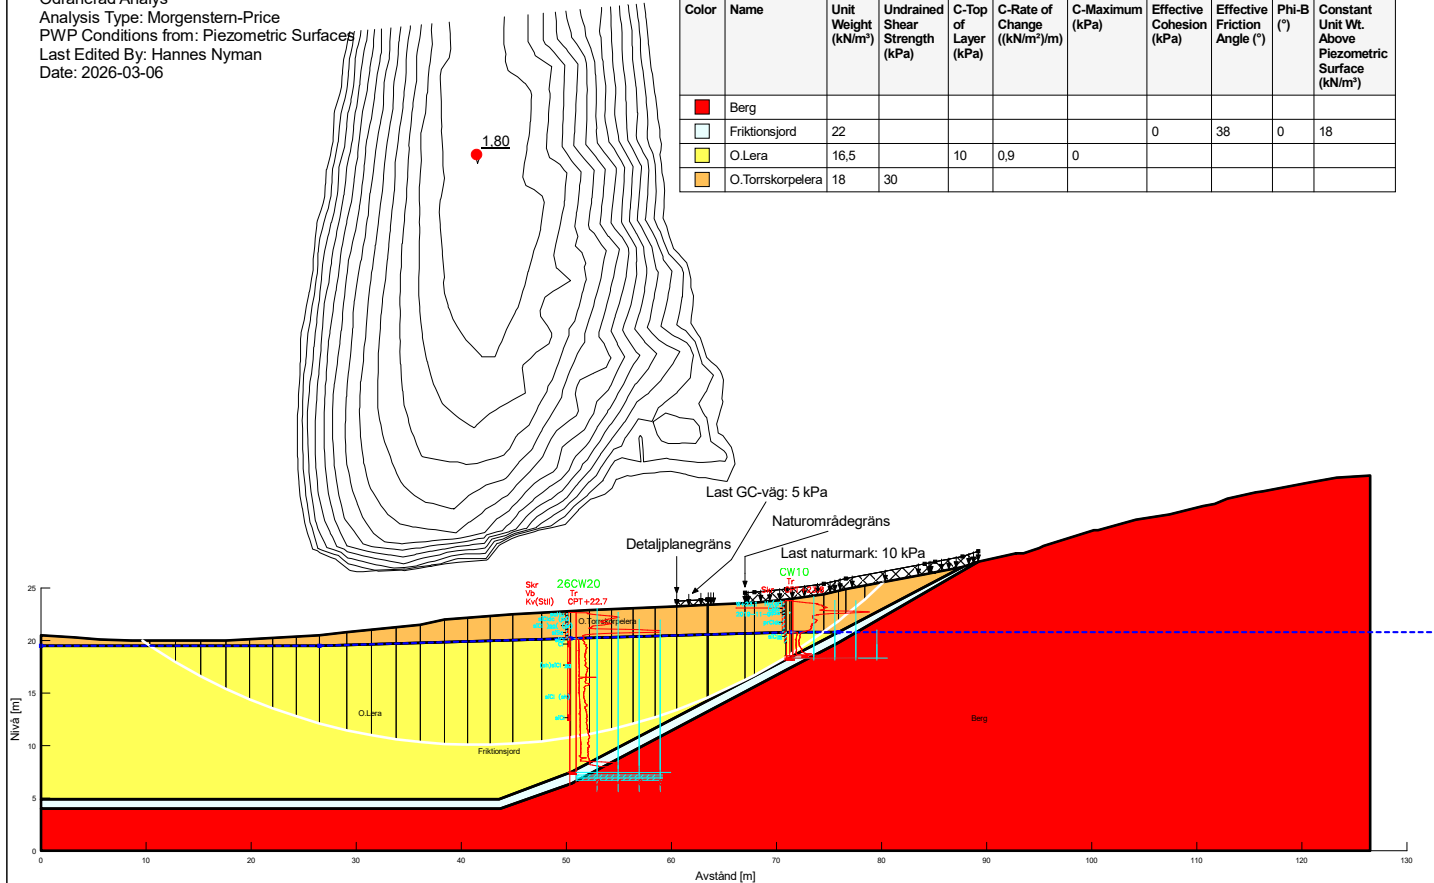 Odränerad Analys
Analysis Type: Morgenstern-Price
PWP Conditions from: Piezometric Surfaces
Last Edited By: Hannes Nyman
Date: 2026-03-06
Color Name Unit Weight (kN/m³) Undrained Shear Strength (kPa) C-Top of Layer (kPa) C-Rate of Change ((kN/m²)/m) C-Maximum (kPa) Effective Cohesion (kPa) Effective Friction Angle (°) Phi-B (°) Constant Unit Wt. Above Piezometric Surface (kN/m³)
Berg
Friktionsjord 22 0 38 0 18
O.Lera 16,5 10 0,9 0
O.Torrskorpelera 18 30
1,80
Last GC-väg: 5 kPa
Naturområdegräns
Detaljplanegräns
Last naturmark: 10 kPa
CW10
Tr
Skr
26CW20
Vb
Tr
Kv(StII)
CPT+22.7
O.Torrskorpelera
O.Lera
Friktionsjord
Berg
Nivå [m]
25
20
15
10
5
0
0 10 20 30 40 50 60 70 80 90 100 110 120 130
Avstånd [m]